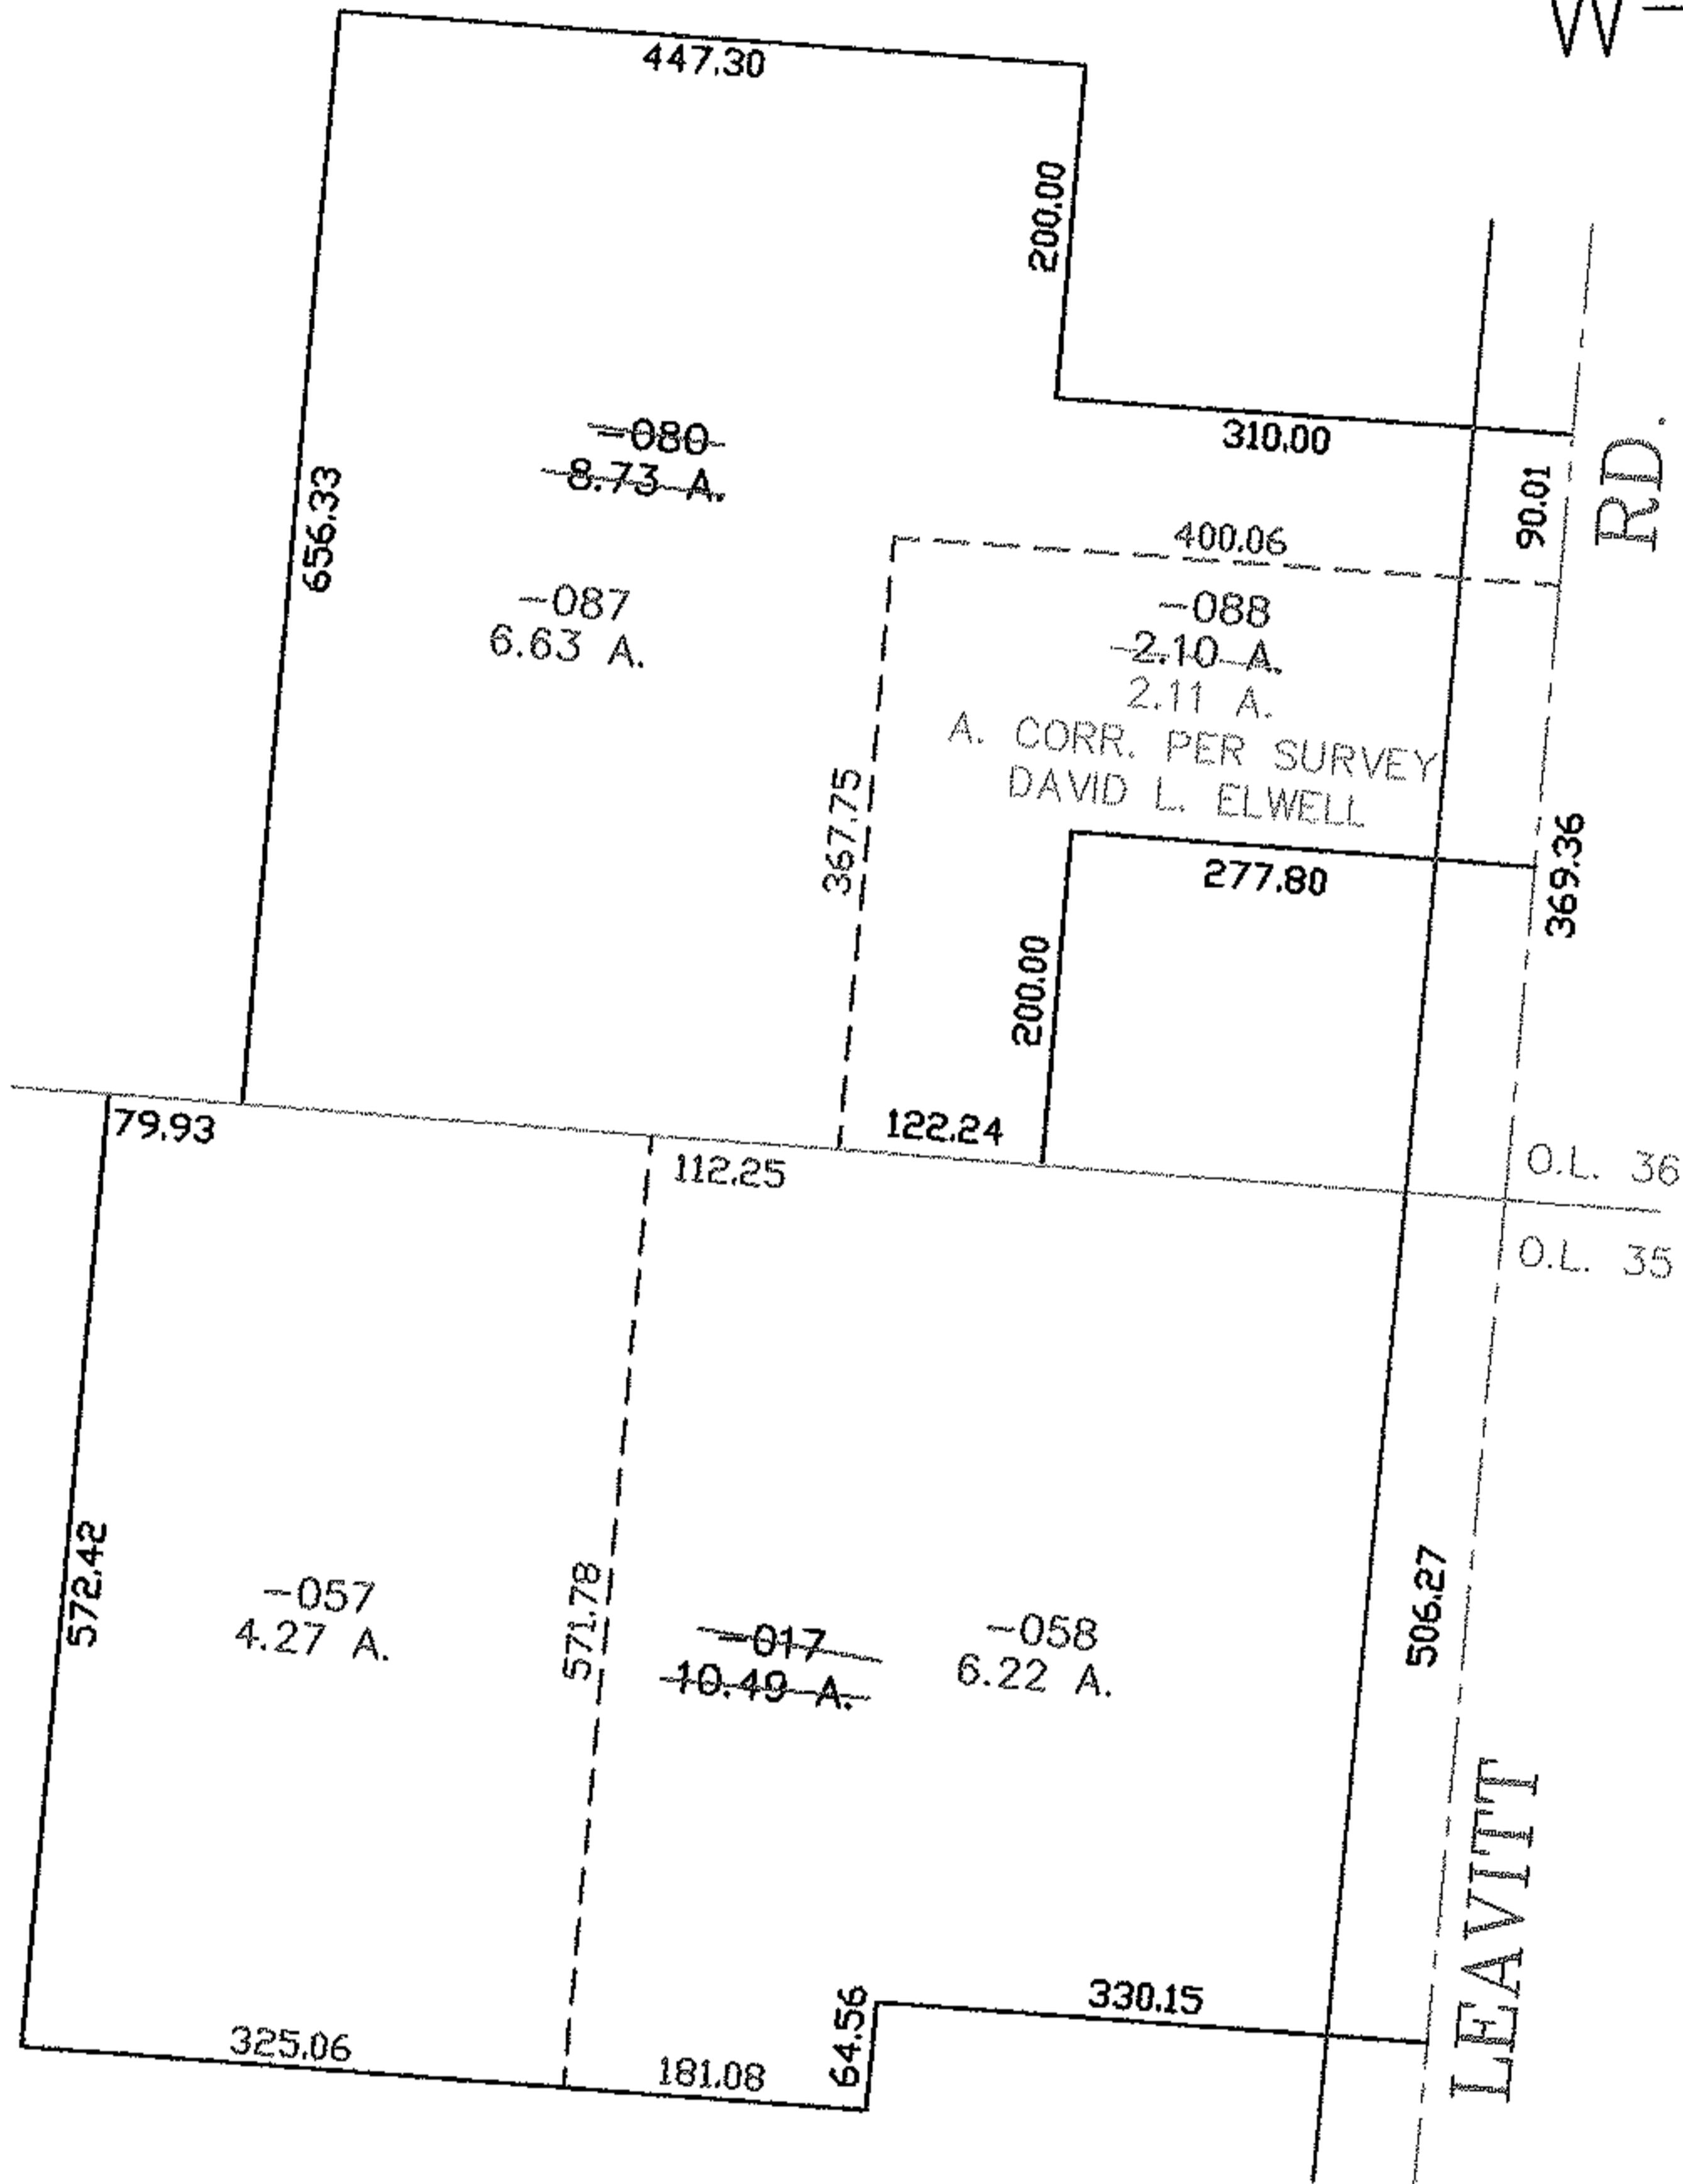 W
447.30
200.00
310.00
90.01
RD.
-080
8.73 A.
656.33
400.06
-087
6.63 A.
-088
2.10 A.
2.11 A.
A. CORR. PER SURVEY
DAVID L. ELWELL
367.75
277.80
369.36
200.00
79.93
122.24
112.25
O.L. 36
O.L. 35
572.42
-057
4.27 A.
571.78
-017
10.49 A.
-058
6.22 A.
506.27
LEAVITT
330.15
64.56
325.06
181.08